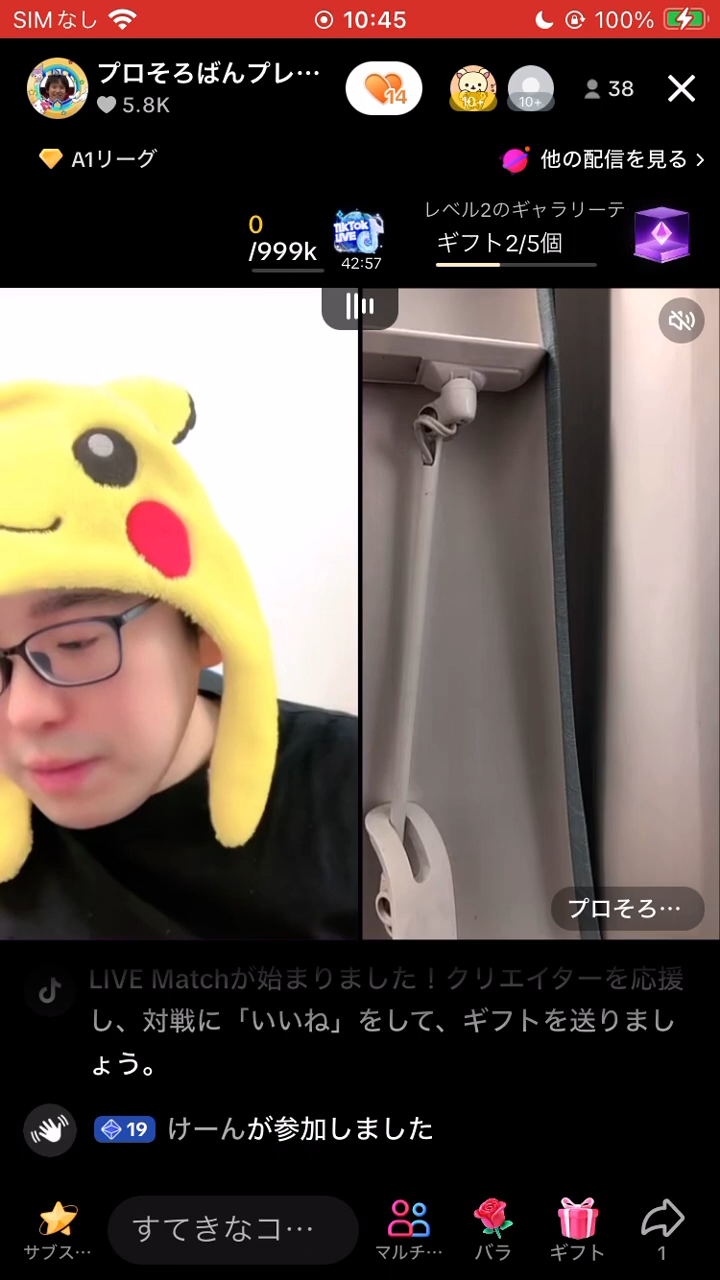 SIMなし
10:45
100%
プロそろばんプレ…
5.8K
14
10+
10+
38
A1リーグ
他の配信を見る
0
/999k
TikTok
LIVE
42:57
レベル2のギャラリーテ
ギフト2/5個
プロそろ…
LIVE Matchが始まりました！クリエイターを応援
し、対戦に「いいね」をして、ギフトを送りまし
ょう。
19 けーんが参加しました
サブス…
すてきなコ…
マルチ…
バラ
ギフト
1